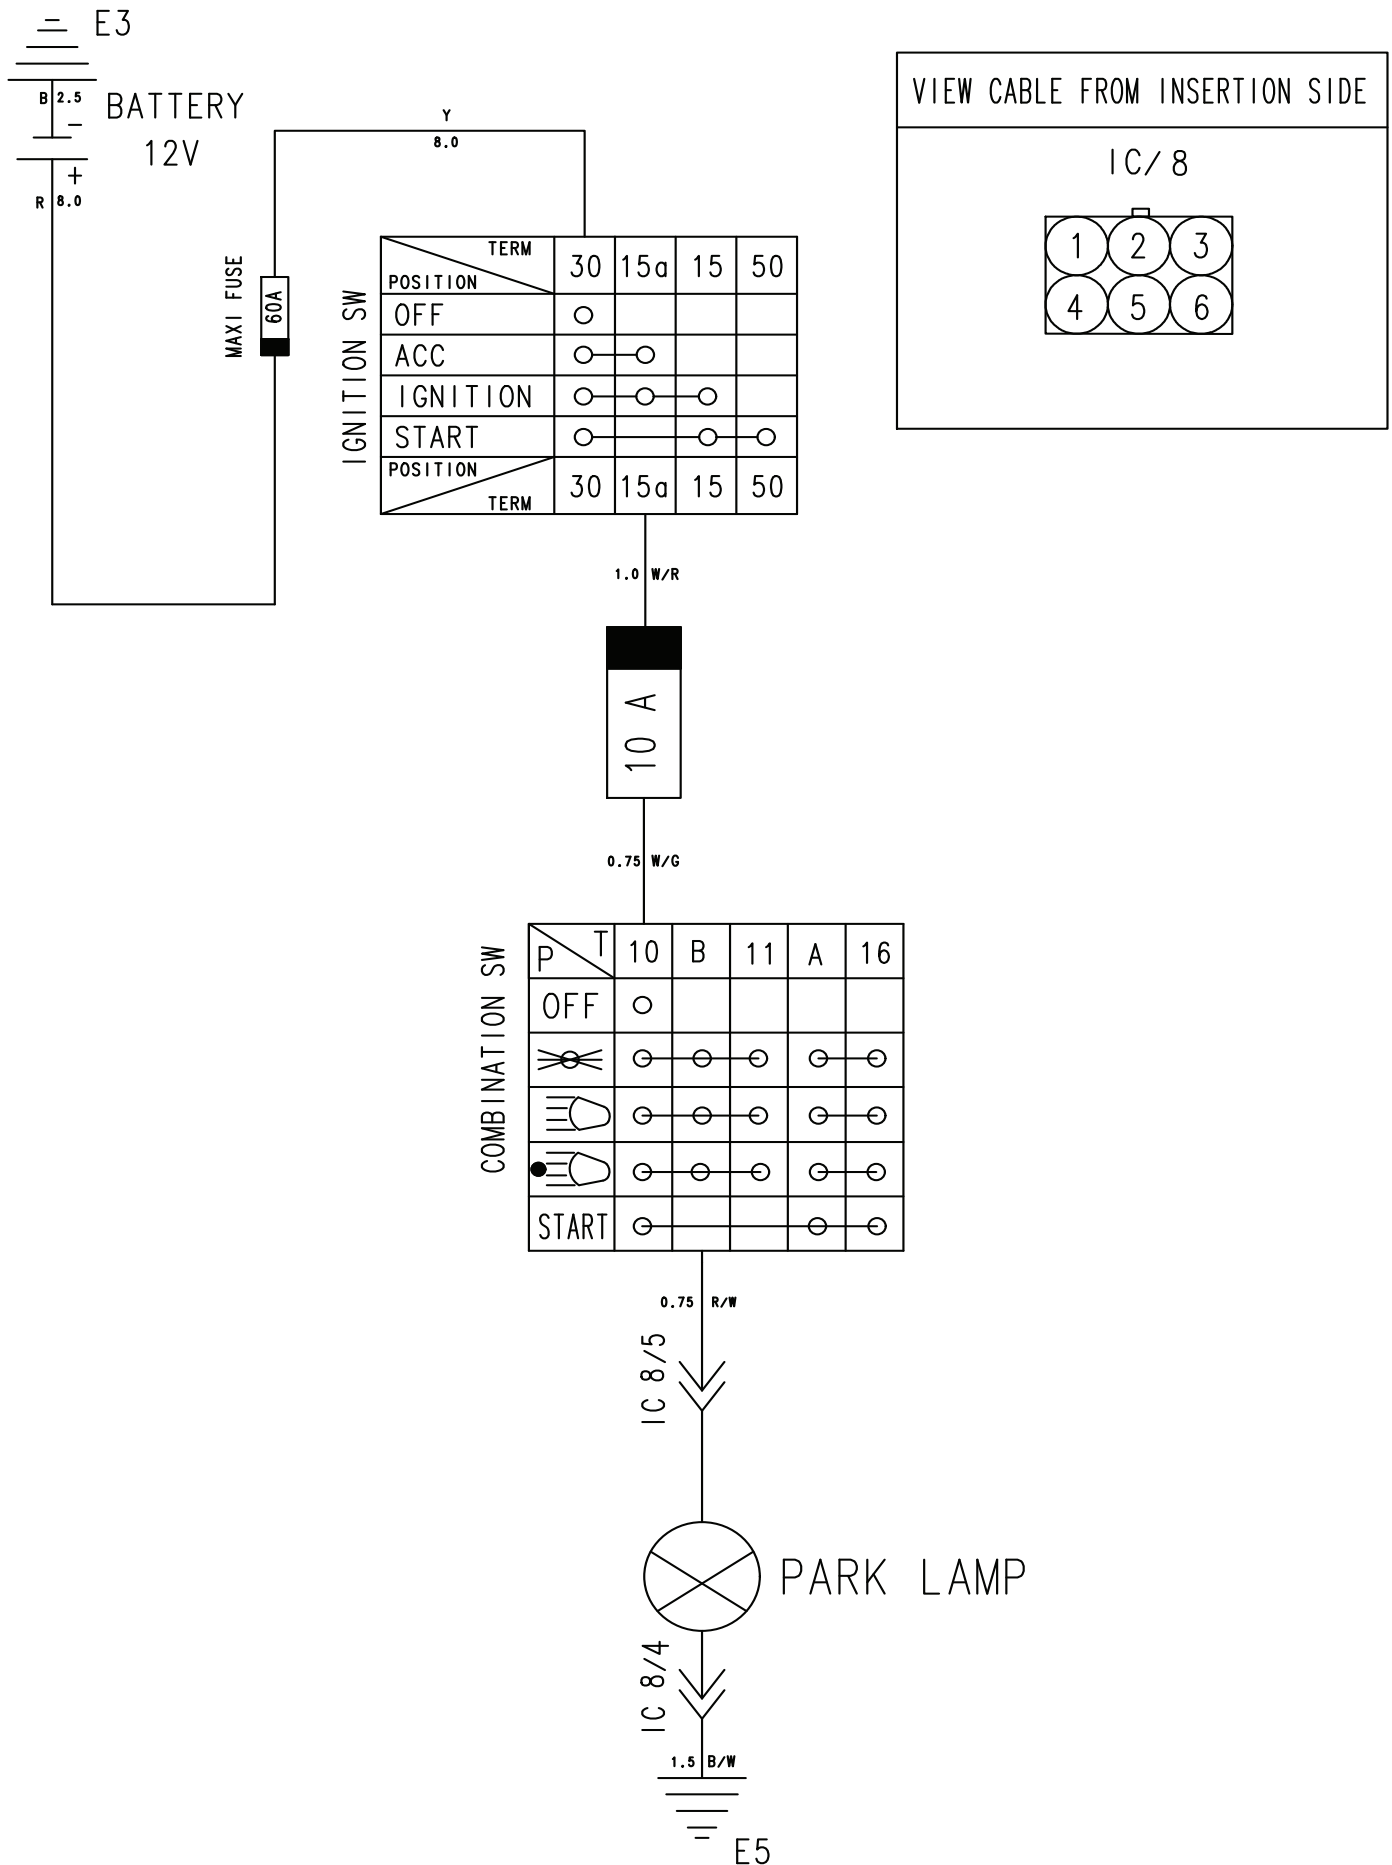 E3
B 2.5
BATTERY
-
12V
+
R 8.0
Y
8.0
MAXI FUSE
60A
VIEW CABLE FROM INSERTION SIDE
IC/8
1 2 3
4 5 6
IGNITION SW
TERM
POSITION
30 15a 15 50
OFF
ACC
IGNITION
START
POSITION
TERM
30 15a 15 50
1.0 W/R
10 A
0.75 W/G
COMBINATION SW
P T 10 B 11 A 16
OFF
START
0.75 R/W
IC 8/5
PARK LAMP
IC 8/4
1.5 B/W
E5